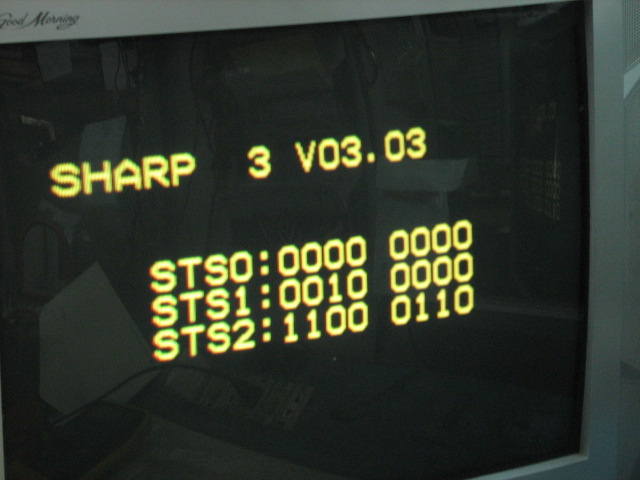 Good Morning
SHARP 3 V03.03
STS0:0000 0000
STS1:0010 0000
STS2:1100 0110